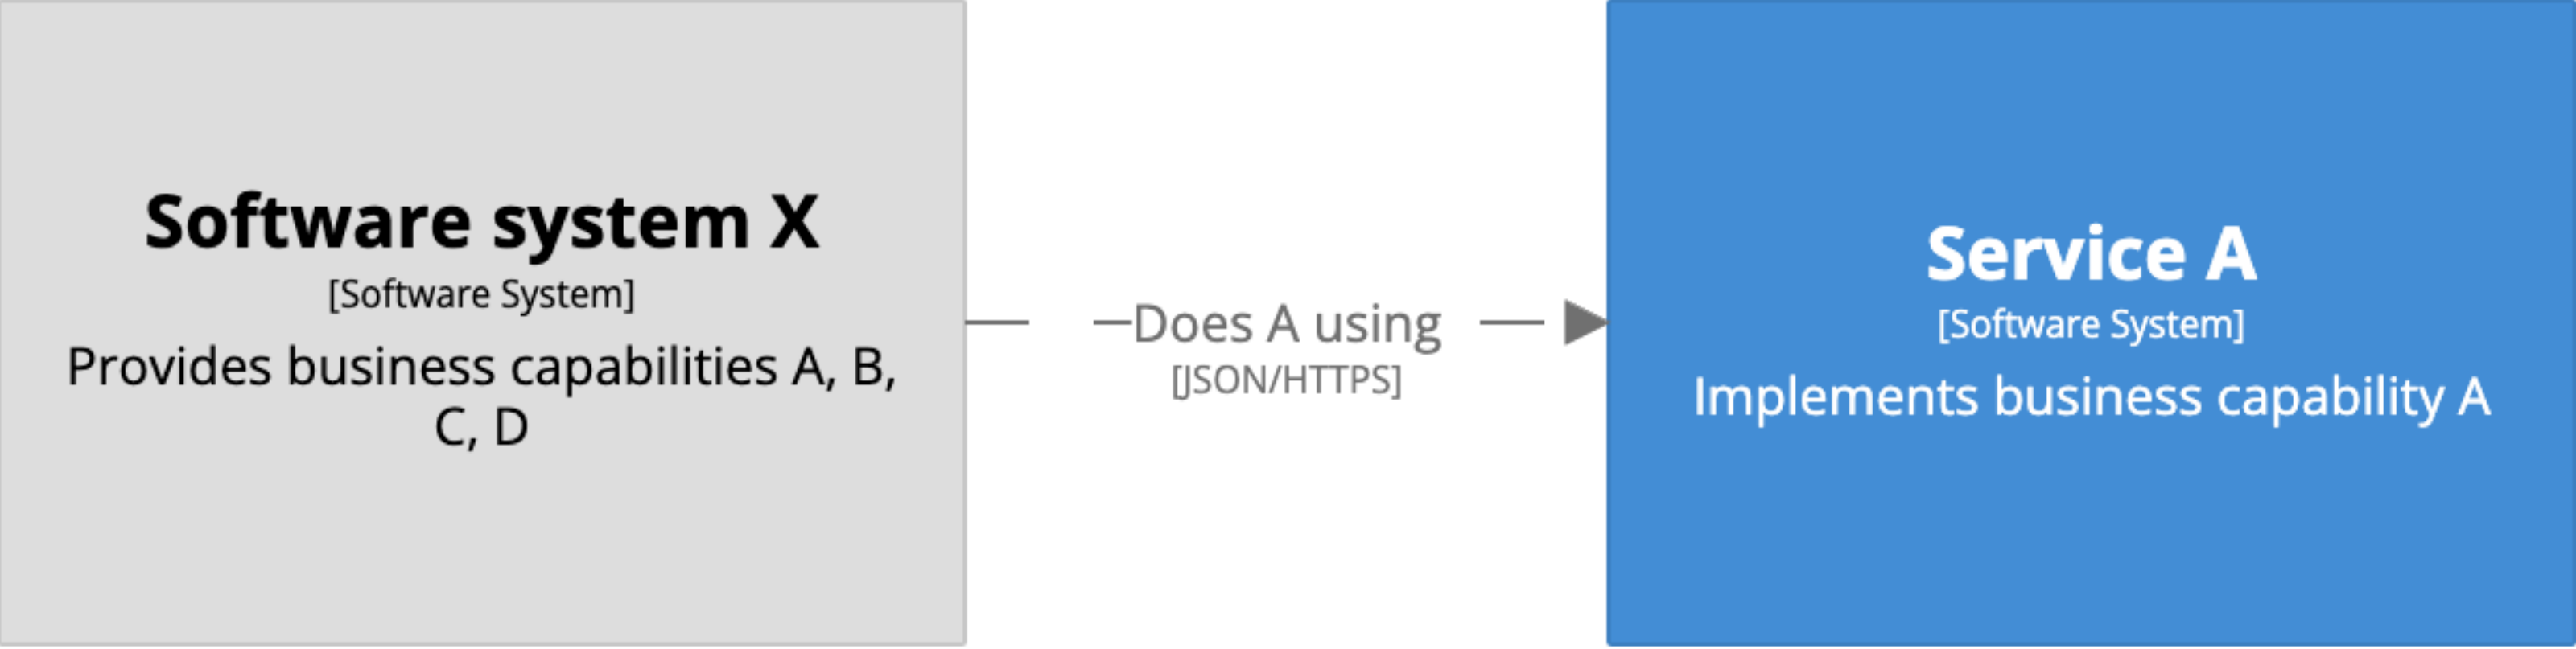 Software system X
[Software System]
Provides business capabilities A, B,
C, D
Does A using
[JSON/HTTPS]
Service A
[Software System]
Implements business capability A